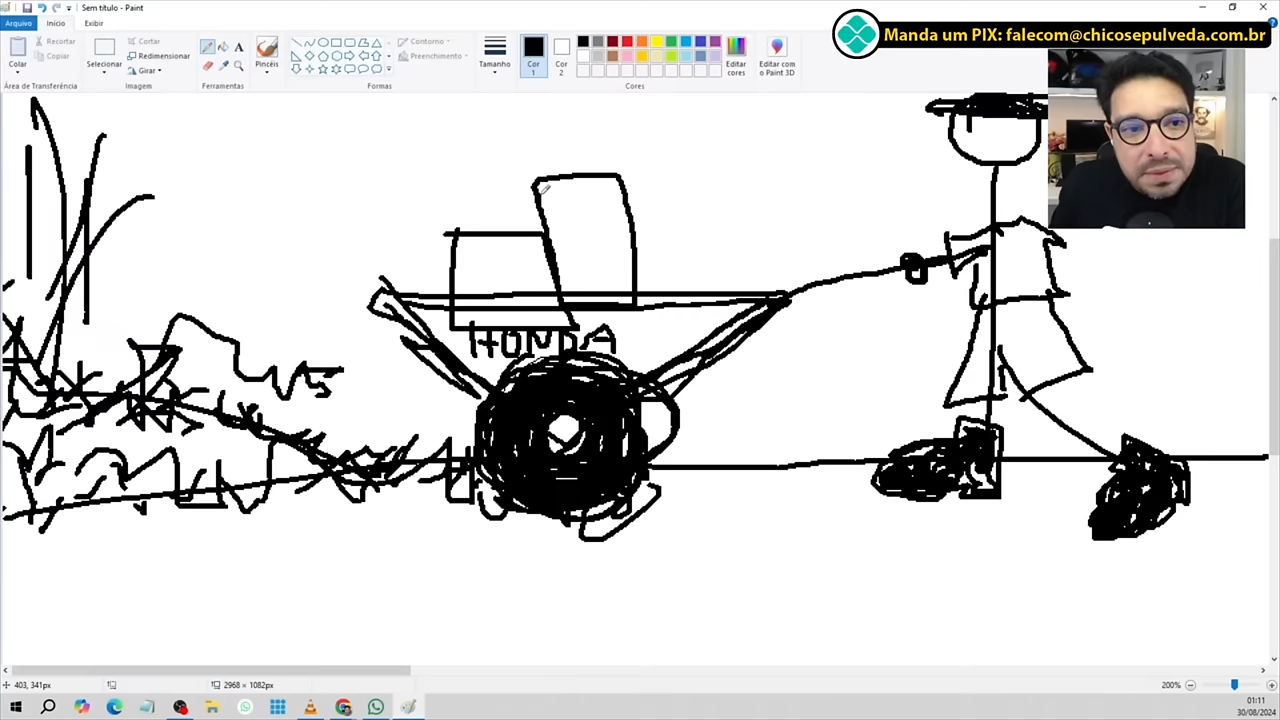 Sem título - Paint
Arquivo
Início
Exibir
Colar
Recortar
Copiar
Área de Transferência
Selecionar
Cortar
Redimensionar
Girar
Imagem
Ferramentas
Pincéis
Contorno
Preenchimento
Formas
Tamanho
Cor 1
Cor 2
Cores
Editar cores
Editar com o Paint 3D
Manda um PIX: falecom@chicosepulveda.com.br
HONDA
403, 341px
2968 × 1082px
200%
01:11
30/08/2024